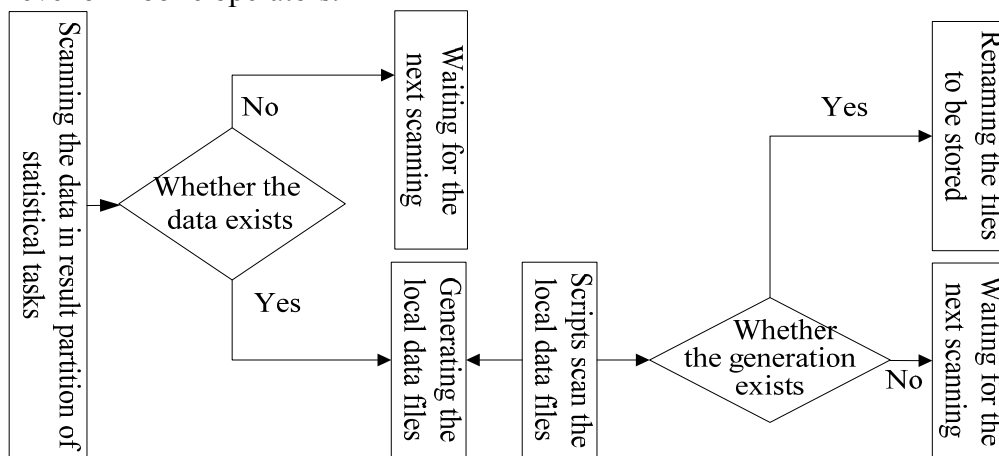 Scanning the data in result partition of
statistical tasks
Whether the
data exists
No
Yes
Waiting for the
next scanning
Generating the
local data files
Scripts scan the
local data files
Whether
the generation
exists
Yes
No
Renaming the files
to be stored
Waiting for the
next scanning